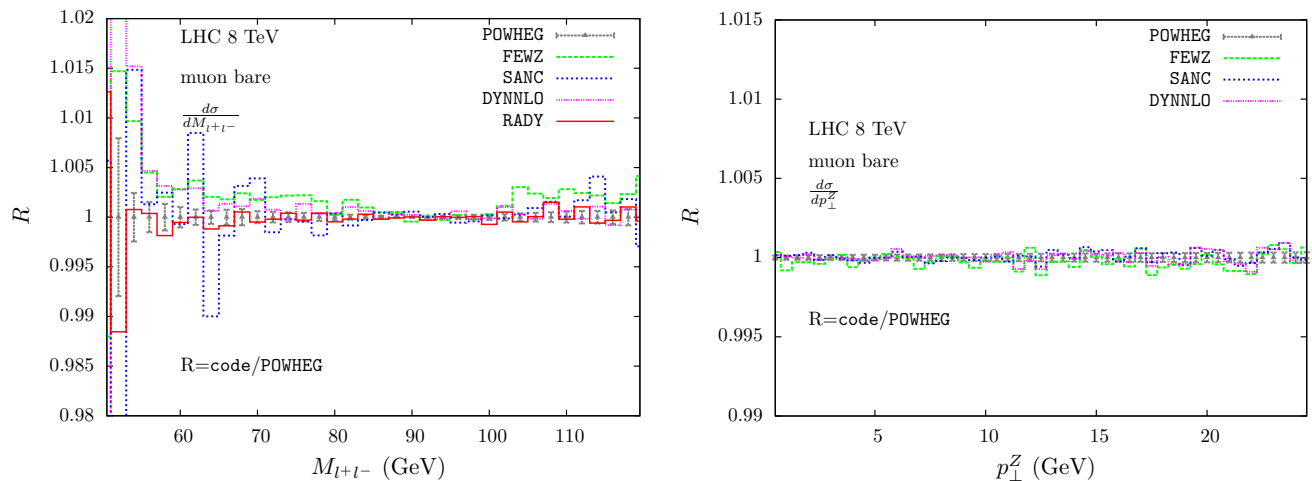 1.02
1.015
1.01
1.005
1
0.995
0.99
0.985
0.98
R
LHC 8 TeV
muon bare
dσ
dM_{l+l−}
POWHEG
FEWZ
SANC
DYNNLO
RADY
R=code/POWHEG
60 70 80 90 100 110
M_{l+l−} (GeV)
1.015
1.01
1.005
1
0.995
0.99
R
POWHEG
FEWZ
SANC
DYNNLO
LHC 8 TeV
muon bare
dσ
dp_⊥^Z
R=code/POWHEG
5 10 15 20
p_⊥^Z (GeV)